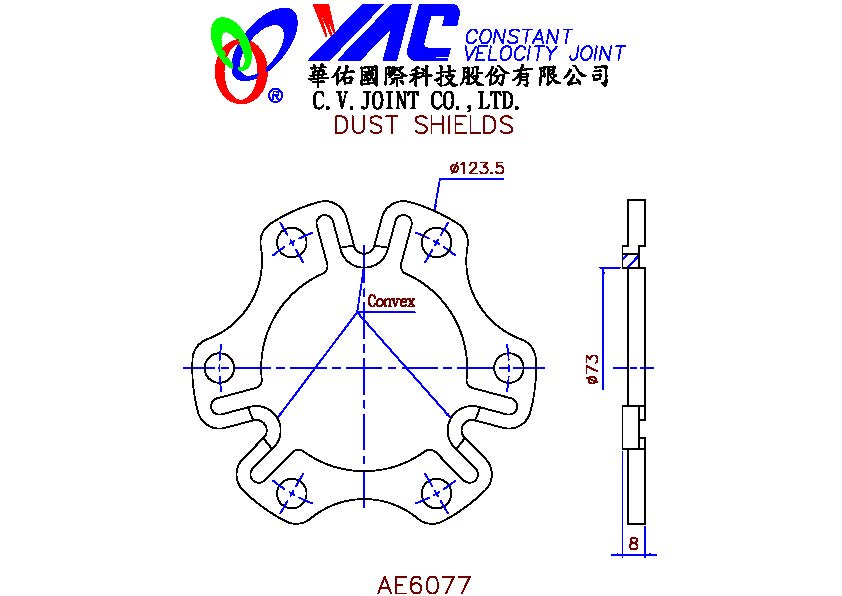 YAC CONSTANT
VELOCITY JOINT
華佑國際科技股份有限公司
®
C.V.JOINT CO.,LTD.
DUST SHIELDS
ø123.5
Convex
ø73
8
AE6077